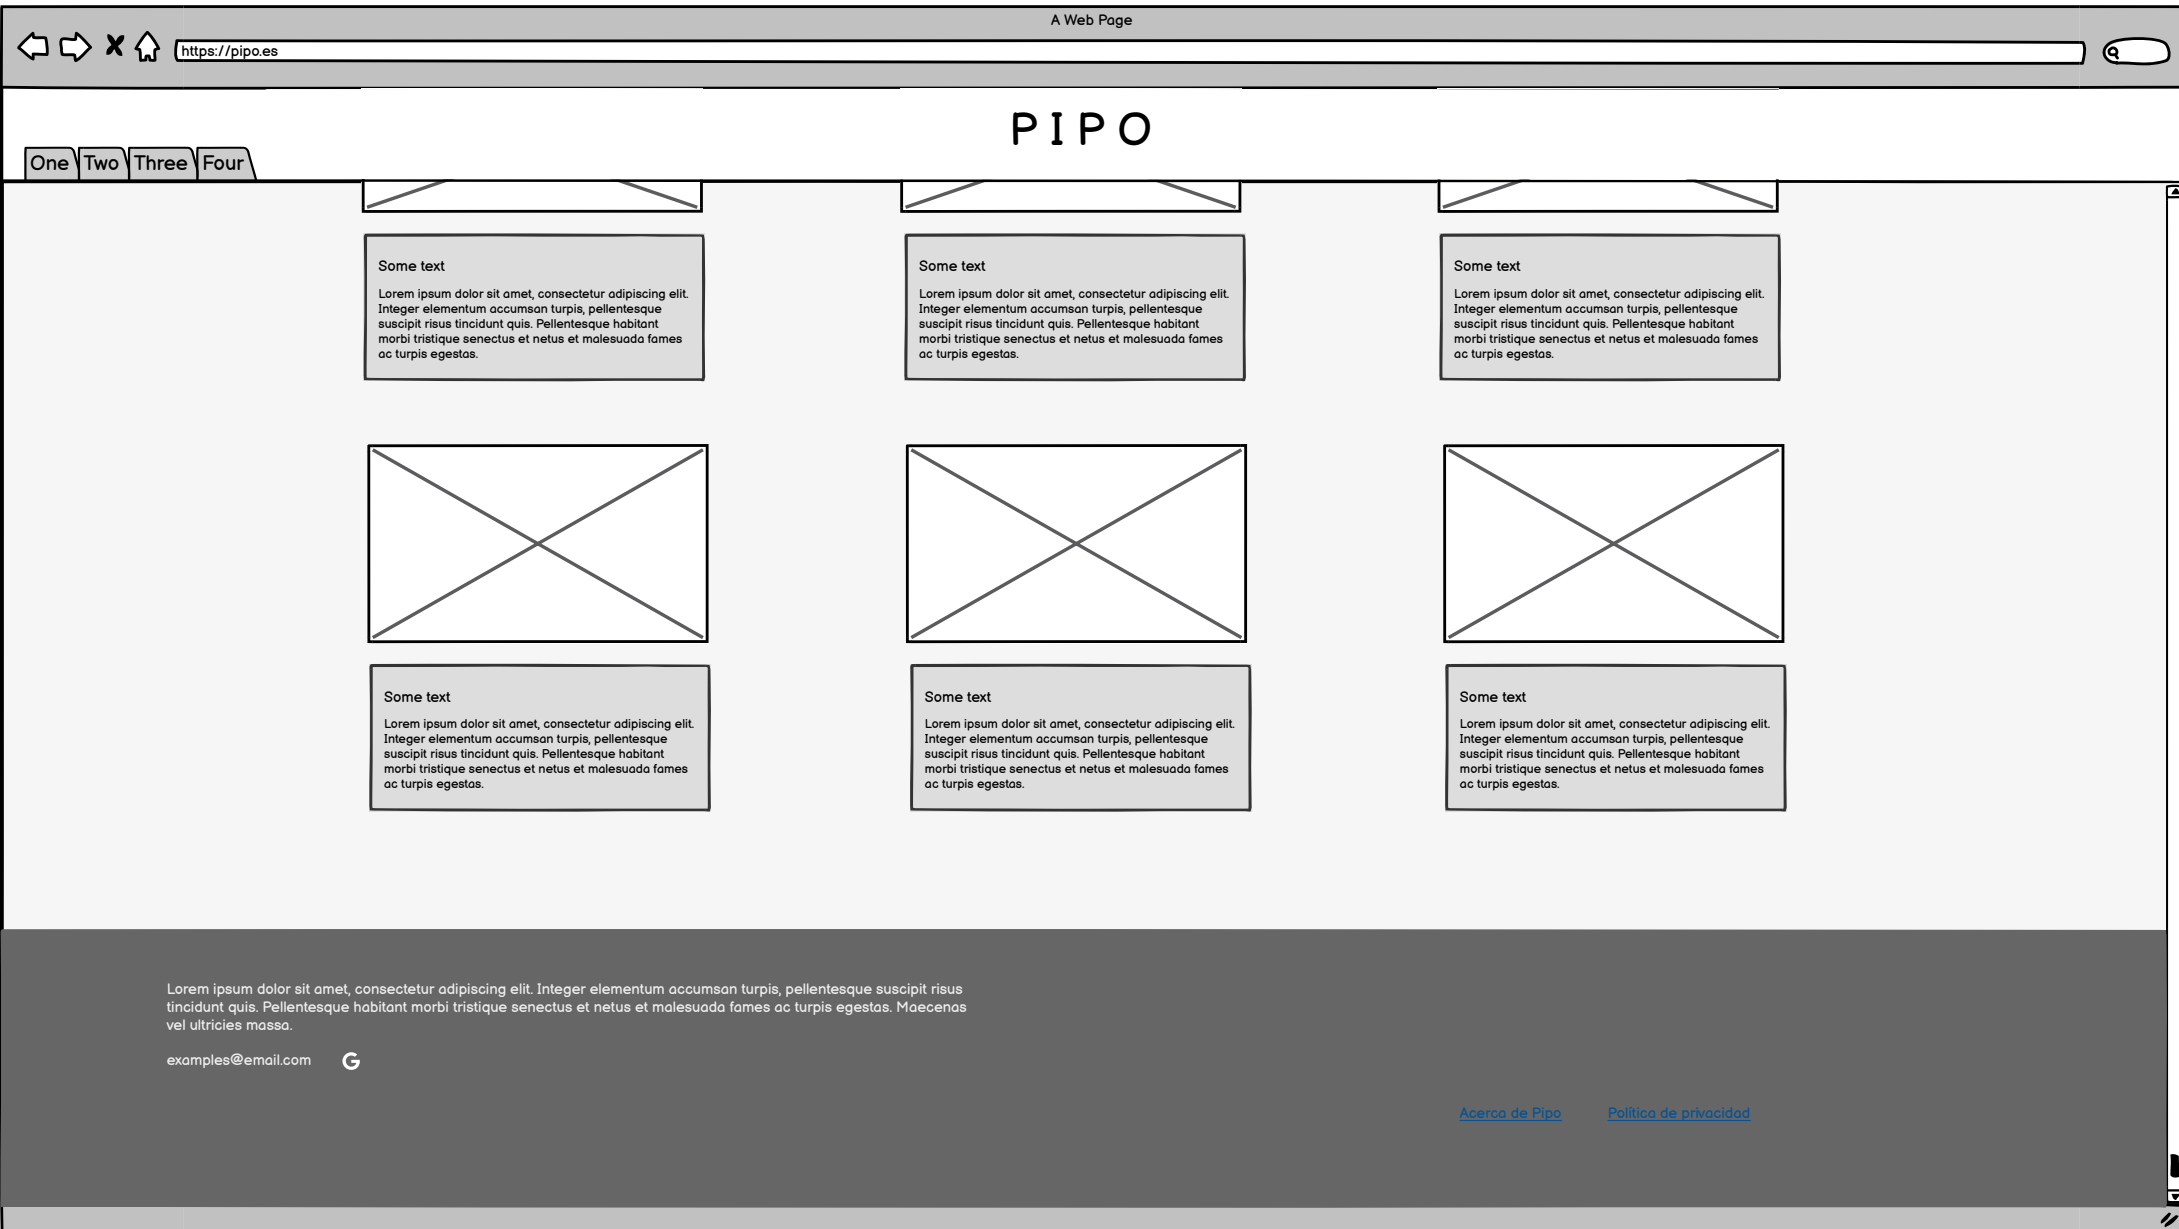 A Web Page
https://pipo.es
PIPO
One Two Three Four
Some text
Lorem ipsum dolor sit amet, consectetur adipiscing elit.
Integer elementum accumsan turpis, pellentesque
suscipit risus tincidunt quis. Pellentesque habitant
morbi tristique senectus et netus et malesuada fames
ac turpis egestas.
Some text
Lorem ipsum dolor sit amet, consectetur adipiscing elit.
Integer elementum accumsan turpis, pellentesque
suscipit risus tincidunt quis. Pellentesque habitant
morbi tristique senectus et netus et malesuada fames
ac turpis egestas.
Some text
Lorem ipsum dolor sit amet, consectetur adipiscing elit.
Integer elementum accumsan turpis, pellentesque
suscipit risus tincidunt quis. Pellentesque habitant
morbi tristique senectus et netus et malesuada fames
ac turpis egestas.
Some text
Lorem ipsum dolor sit amet, consectetur adipiscing elit.
Integer elementum accumsan turpis, pellentesque
suscipit risus tincidunt quis. Pellentesque habitant
morbi tristique senectus et netus et malesuada fames
ac turpis egestas.
Some text
Lorem ipsum dolor sit amet, consectetur adipiscing elit.
Integer elementum accumsan turpis, pellentesque
suscipit risus tincidunt quis. Pellentesque habitant
morbi tristique senectus et netus et malesuada fames
ac turpis egestas.
Some text
Lorem ipsum dolor sit amet, consectetur adipiscing elit.
Integer elementum accumsan turpis, pellentesque
suscipit risus tincidunt quis. Pellentesque habitant
morbi tristique senectus et netus et malesuada fames
ac turpis egestas.
Lorem ipsum dolor sit amet, consectetur adipiscing elit. Integer elementum accumsan turpis, pellentesque suscipit risus
tincidunt quis. Pellentesque habitant morbi tristique senectus et netus et malesuada fames ac turpis egestas. Maecenas
vel ultricies massa.
examples@email.com G
Acerca de Pipo Política de privacidad